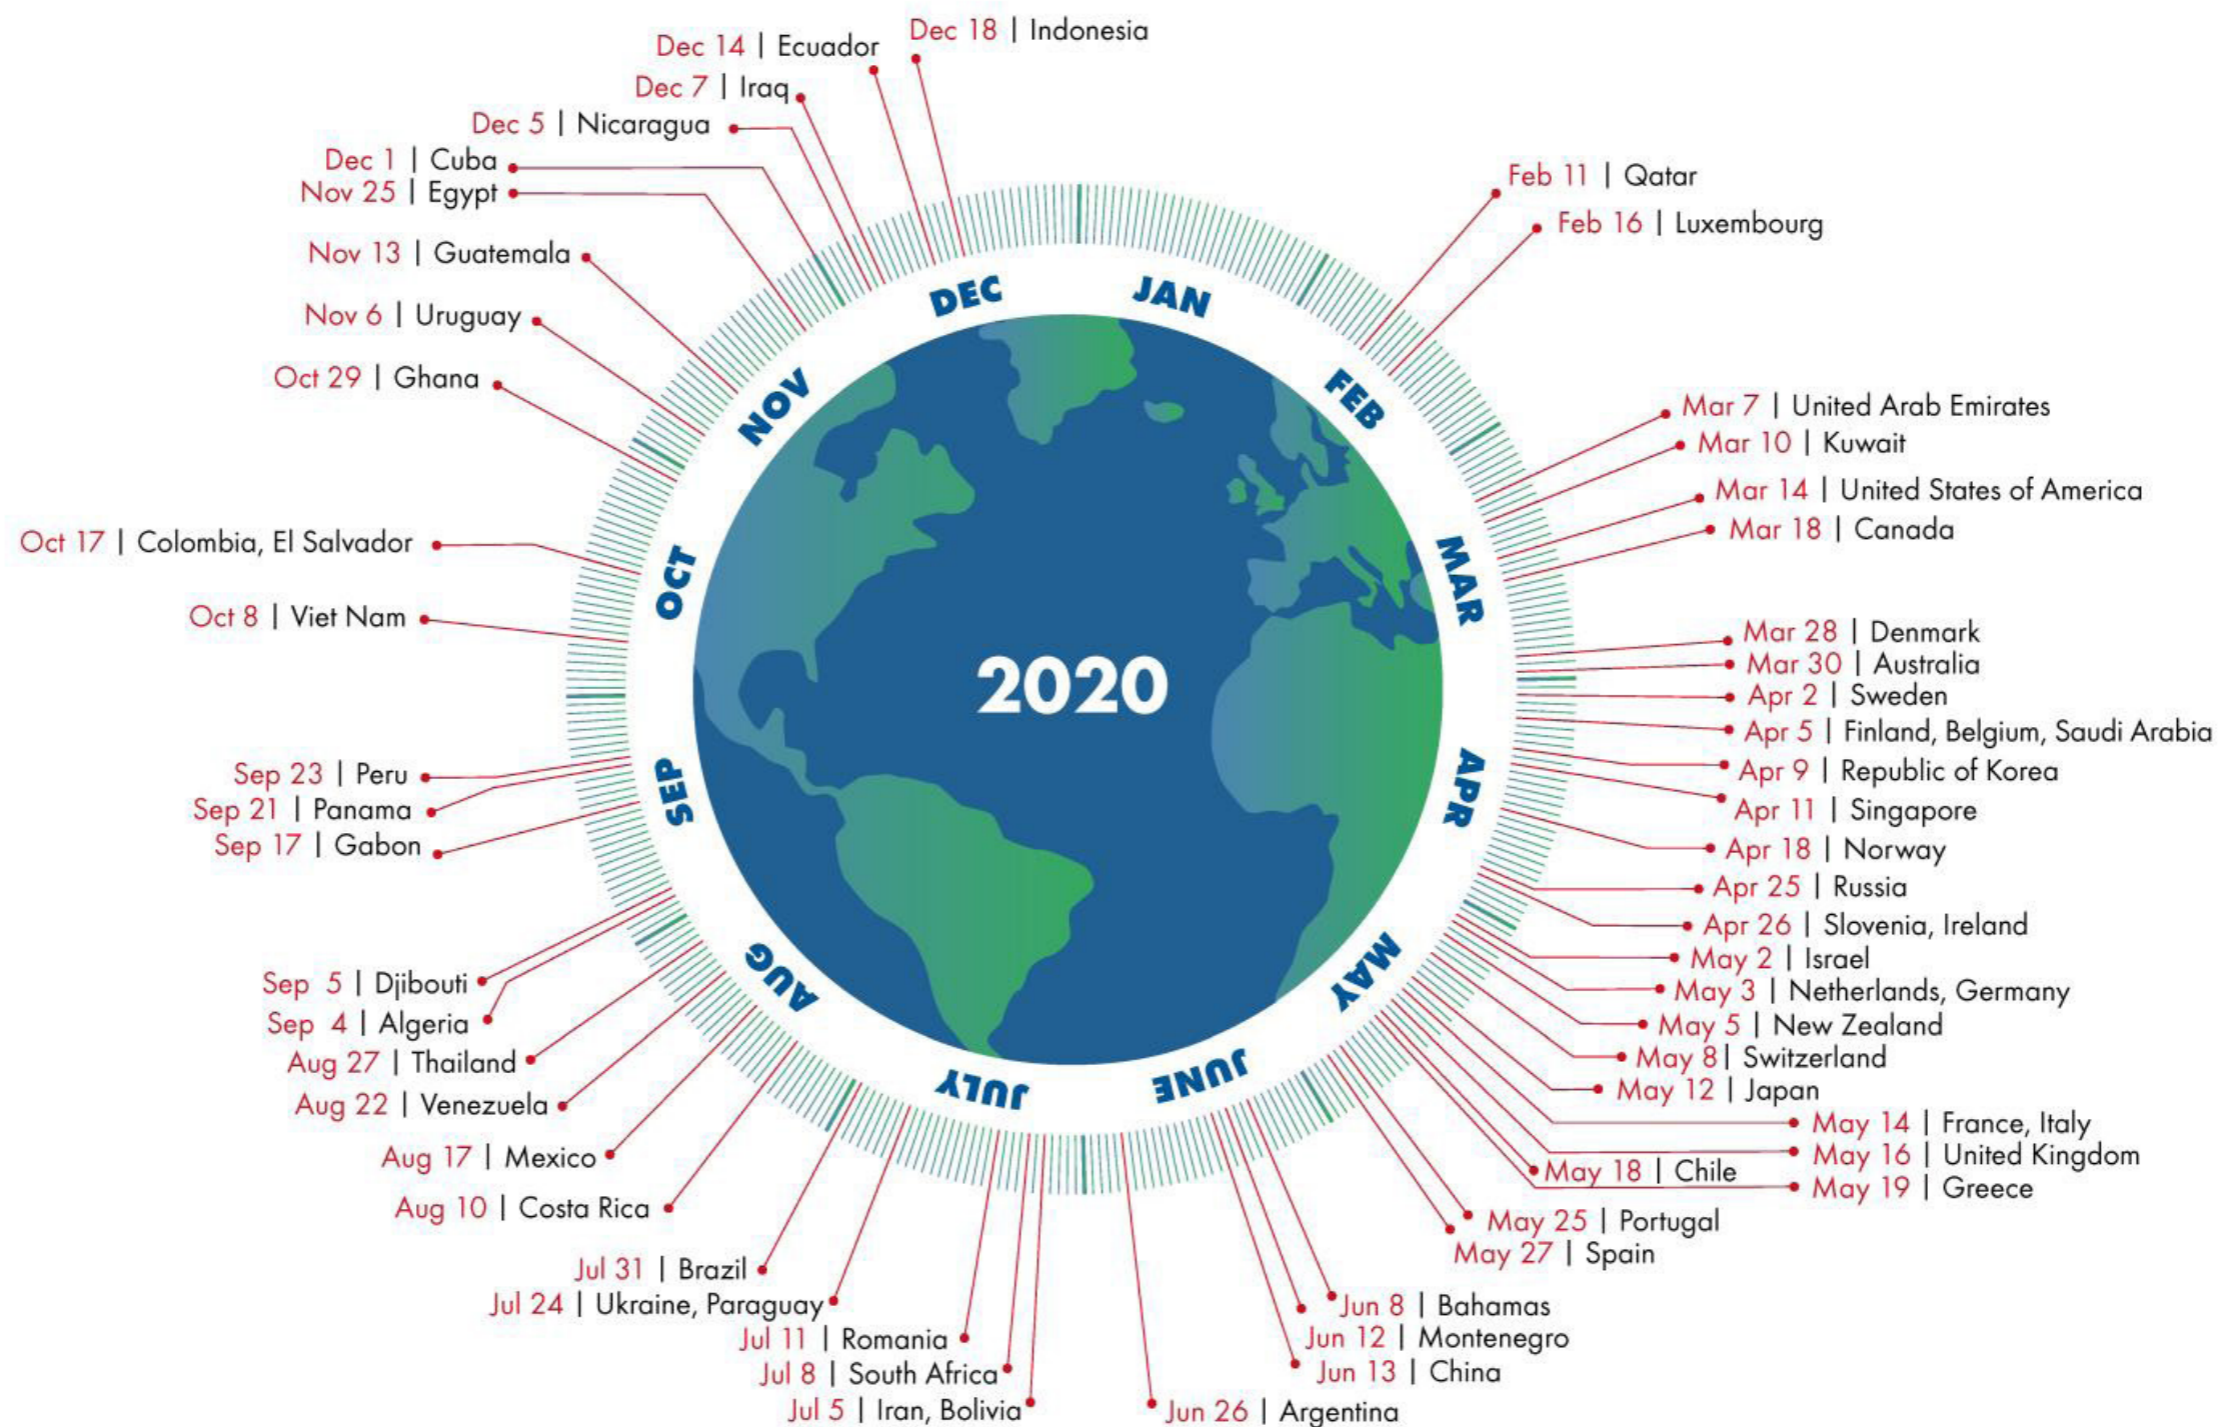 Dec 18 | Indonesia
Dec 14 | Ecuador
Dec 7 | Iraq
Dec 5 | Nicaragua
Dec 1 | Cuba
Nov 25 | Egypt
Nov 13 | Guatemala
Nov 6 | Uruguay
Oct 29 | Ghana
Oct 17 | Colombia, El Salvador
Oct 8 | Viet Nam
Sep 23 | Peru
Sep 21 | Panama
Sep 17 | Gabon
Sep 5 | Djibouti
Sep 4 | Algeria
Aug 27 | Thailand
Aug 22 | Venezuela
Aug 17 | Mexico
Aug 10 | Costa Rica
Jul 31 | Brazil
Jul 24 | Ukraine, Paraguay
Jul 11 | Romania
Jul 8 | South Africa
Jul 5 | Iran, Bolivia
Feb 11 | Qatar
Feb 16 | Luxembourg
Mar 7 | United Arab Emirates
Mar 10 | Kuwait
Mar 14 | United States of America
Mar 18 | Canada
Mar 28 | Denmark
Mar 30 | Australia
Apr 2 | Sweden
Apr 5 | Finland, Belgium, Saudi Arabia
Apr 9 | Republic of Korea
Apr 11 | Singapore
Apr 18 | Norway
Apr 25 | Russia
Apr 26 | Slovenia, Ireland
May 2 | Israel
May 3 | Netherlands, Germany
May 5 | New Zealand
May 8| Switzerland
May 12 | Japan
May 14 | France, Italy
May 16 | United Kingdom
May 18 | Chile
May 19 | Greece
May 25 | Portugal
May 27 | Spain
Jun 8 | Bahamas
Jun 12 | Montenegro
Jun 13 | China
Jun 26 | Argentina
JAN
FEB
MAR
APR
MAY
JUNE
JULY
AUG
SEP
OCT
NOV
DEC
2020